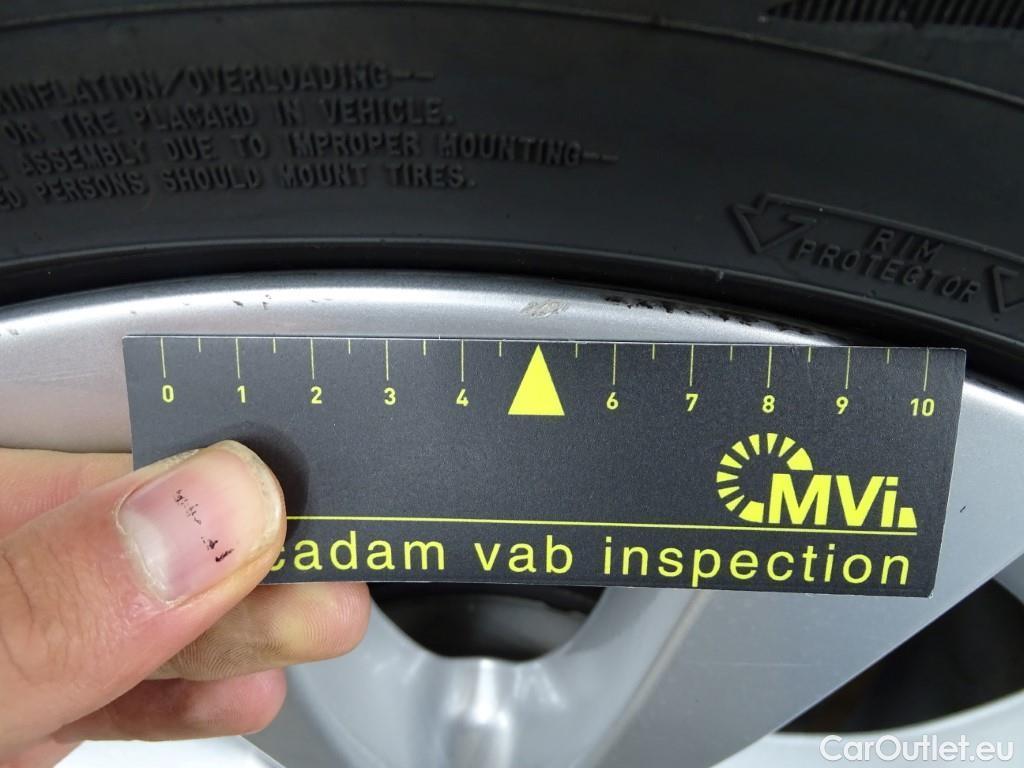 INFLATION/OVERLOADING--
OR TIRE PLACARD IN VEHICLE.
ASSEMBLY DUE TO IMPROPER MOUNTING--
PERSONS SHOULD MOUNT TIRES.
RIM
PROTECTOR
0 1 2 3 4 6 7 8 9 10
MVi
cadam vab inspection
CarOutlet.eu